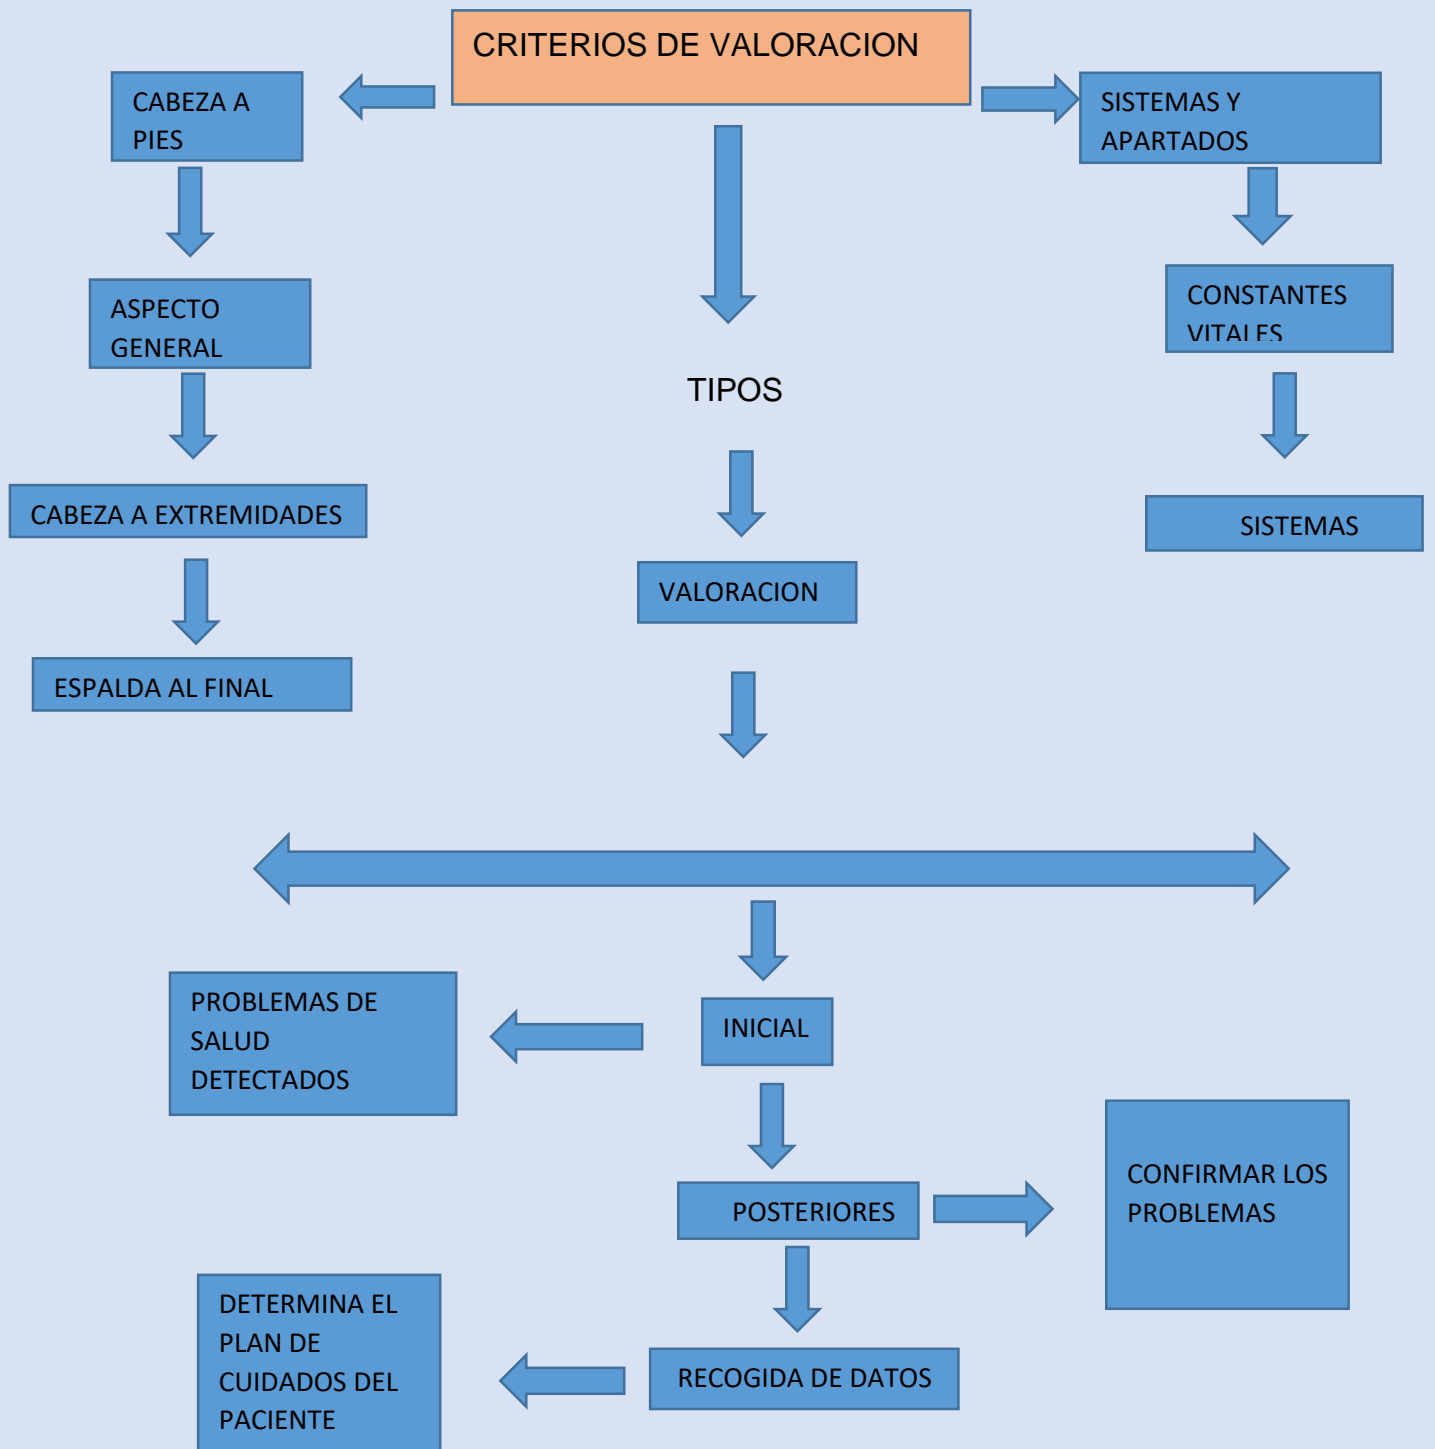 CRITERIOS DE VALORACION
CABEZA A
PIES
SISTEMAS Y
APARTADOS
ASPECTO
GENERAL
CONSTANTES
VITALES
TIPOS
CABEZA A EXTREMIDADES
SISTEMAS
VALORACION
ESPALDA AL FINAL
PROBLEMAS DE
SALUD
DETECTADOS
INICIAL
POSTERIORES
CONFIRMAR LOS
PROBLEMAS
DETERMINA EL
PLAN DE
CUIDADOS DEL
PACIENTE
RECOGIDA DE DATOS